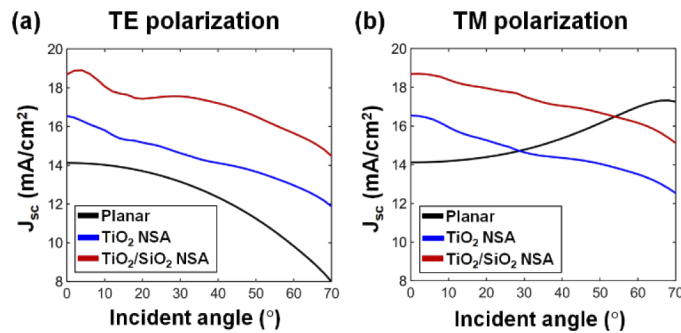 TE polarization
TM polarization
(a)
(b)
20
18
16
14
12
10
8
J_sc (mA/cm²)
Planar
TiO₂ NSA
TiO₂/SiO₂ NSA
0 10 20 30 40 50 60 70
Incident angle (°)
20
18
16
14
12
10
8
J_sc (mA/cm²)
Planar
TiO₂ NSA
TiO₂/SiO₂ NSA
0 10 20 30 40 50 60 70
Incident angle (°)